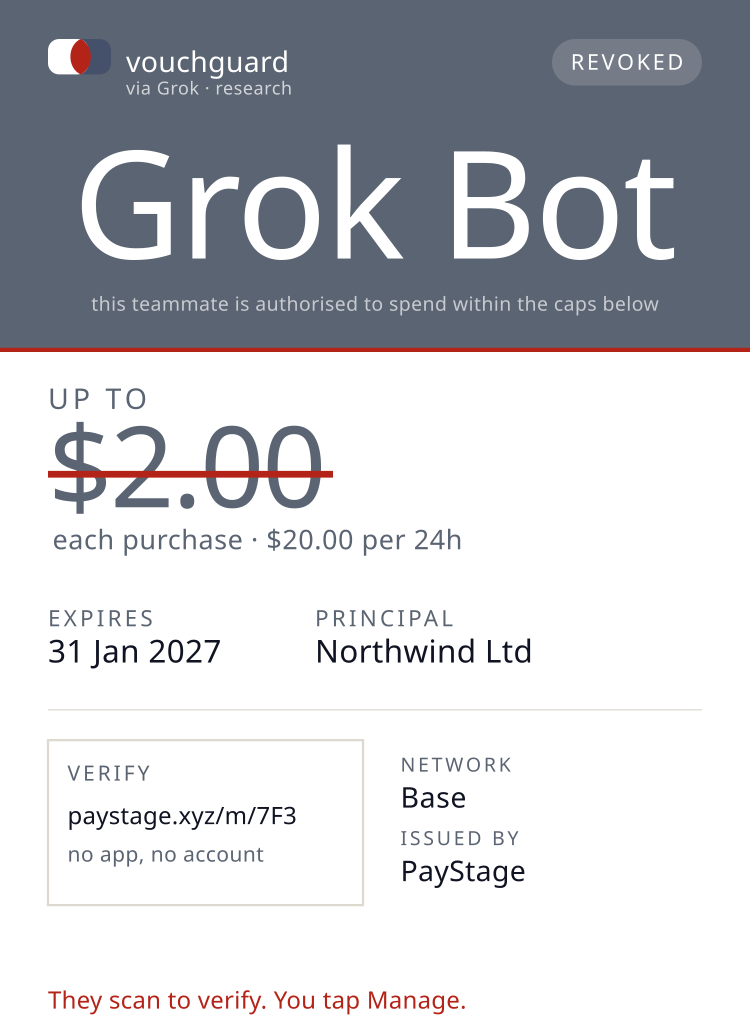 vouchguard
via Grok · research
REVOKED
Grok Bot
this teammate is authorised to spend within the caps below
UP TO
$2.00
each purchase · $20.00 per 24h
EXPIRES
31 Jan 2027
PRINCIPAL
Northwind Ltd
VERIFY
paystage.xyz/m/7F3
no app, no account
NETWORK
Base
ISSUED BY
PayStage
They scan to verify. You tap Manage.